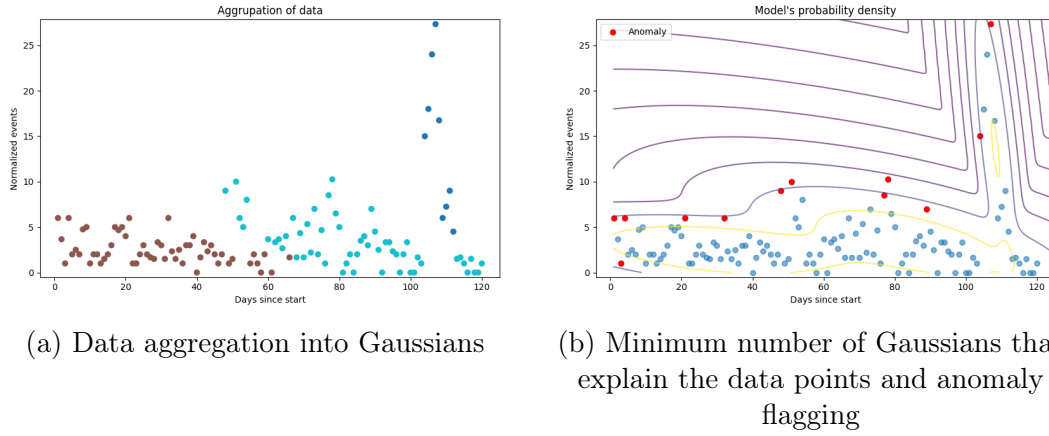 Aggrupation of data
Normalized events
25
20
15
10
5
0
0 20 40 60 80 100 120
Days since start
(a) Data aggregation into Gaussians
Model's probability density
Anomaly
Normalized events
25
20
15
10
5
0
0 20 40 60 80 100 120
Days since start
(b) Minimum number of Gaussians tha
explain the data points and anomaly
flagging